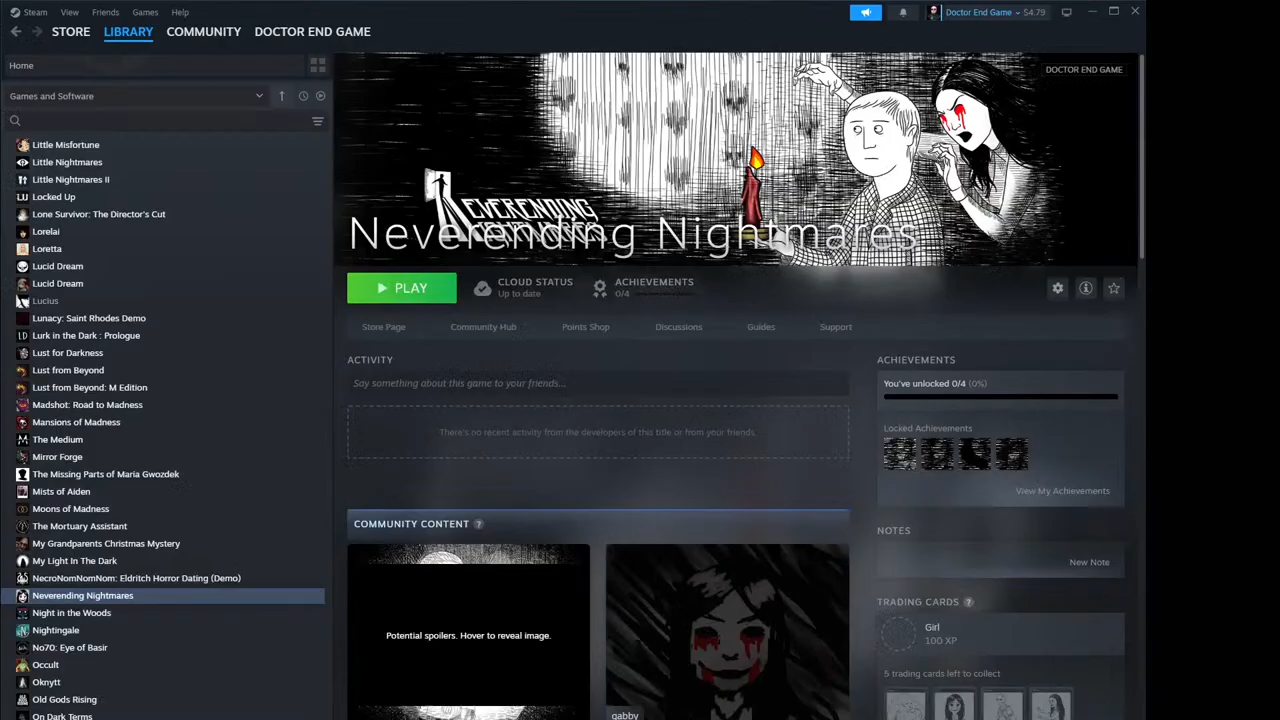 Steam View Friends Games Help
Doctor End Game $4.79
STORE LIBRARY COMMUNITY DOCTOR END GAME
Home
Games and Software
Little Misfortune
Little Nightmares
Little Nightmares II
Locked Up
Lone Survivor: The Director's Cut
Lorelai
Loretta
Lucid Dream
Lucid Dream
Lucius
Lunacy: Saint Rhodes Demo
Lurk in the Dark : Prologue
Lust for Darkness
Lust from Beyond
Lust from Beyond: M Edition
Madshot: Road to Madness
Mansions of Madness
The Medium
Mirror Forge
The Missing Parts of Maria Gwozdek
Mists of Aiden
Moons of Madness
The Mortuary Assistant
My Grandparents Christmas Mystery
My Light In The Dark
NecroNomNomNom: Eldritch Horror Dating (Demo)
Neverending Nightmares
Night in the Woods
Nightingale
No70: Eye of Basir
Occult
Oknytt
Old Gods Rising
On Dark Terms
DOCTOR END GAME
NEVERENDING
Neverending Nightmares
PLAY
CLOUD STATUS
Up to date
ACHIEVEMENTS
0/4
Store Page Community Hub Points Shop Discussions Guides Support
ACTIVITY
Say something about this game to your friends...
There's no recent activity from the developers of this title or from your friends.
COMMUNITY CONTENT ?
Potential spoilers. Hover to reveal image.
gabby
ACHIEVEMENTS
You've unlocked 0/4 (0%)
Locked Achievements
View My Achievements
NOTES
New Note
TRADING CARDS ?
Girl
100 XP
5 trading cards left to collect